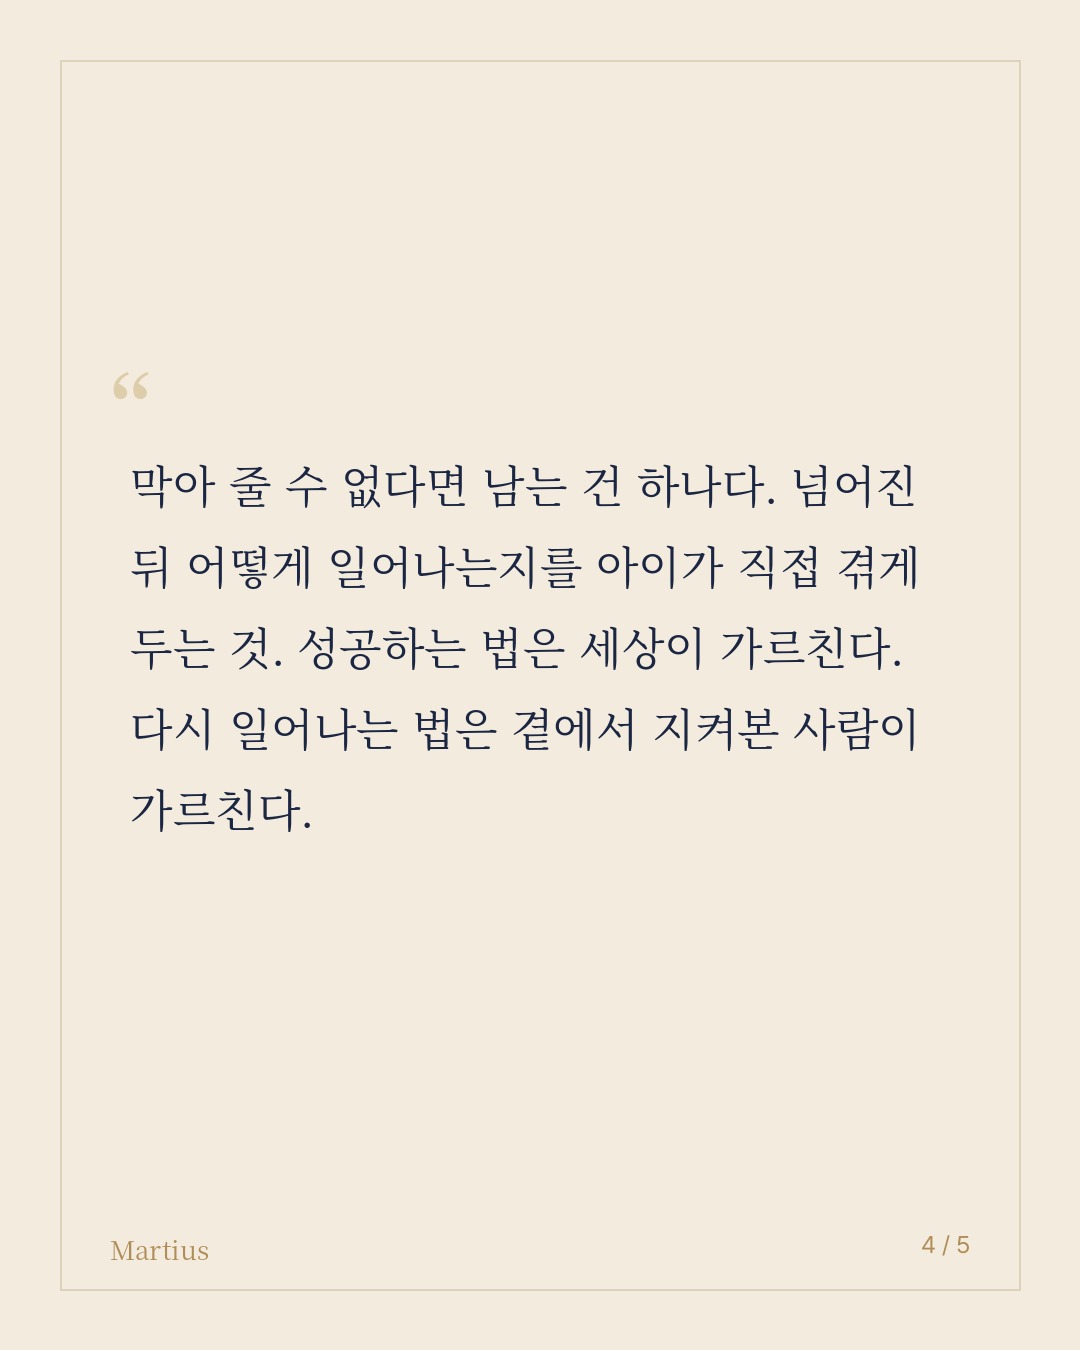 “
막아 줄 수 없다면 남는 건 하나다. 넘어진
뒤 어떻게 일어나는지를 아이가 직접 겪게
두는 것. 성공하는 법은 세상이 가르친다.
다시 일어나는 법은 곁에서 지켜본 사람이
가르친다.
Martius
4 / 5